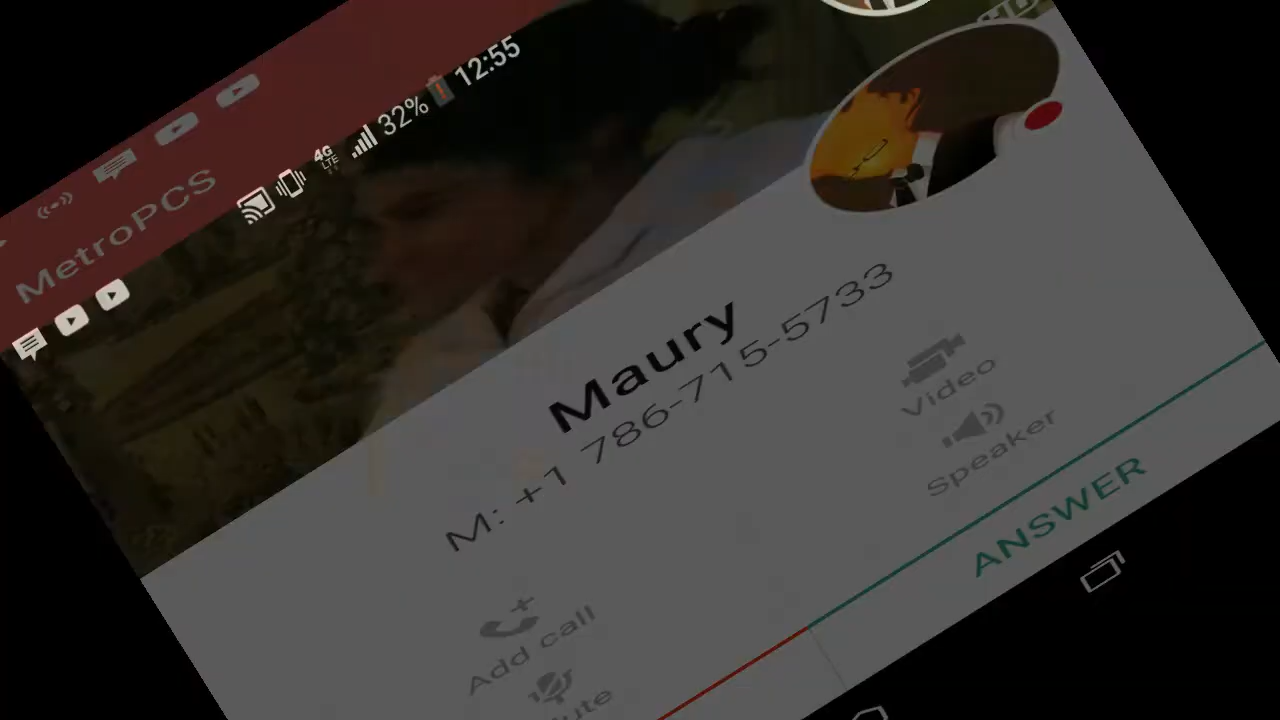 12:55
32%
4G
LTE
MetroPCS
Maury
M: +1 786-715-5733
Video
Speaker
Add call
ANSWER